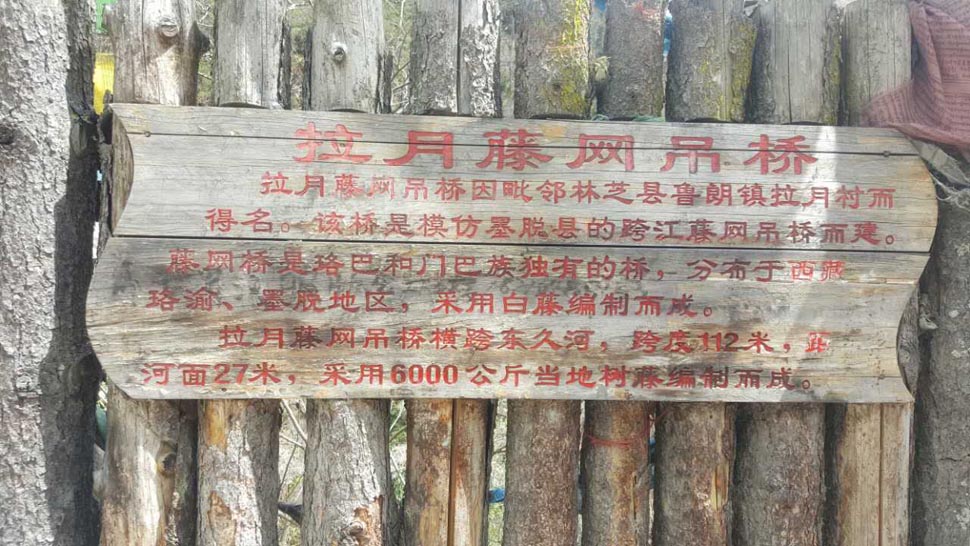 拉月藤网吊桥
拉月藤网吊桥因毗邻林芝县鲁朗镇拉月村而
得名。该桥是模仿墨脱县的跨江藤网吊桥而建。
藤网桥是珞巴和门巴族独有的桥，分布于西藏
珞渝、墨脱地区，采用白藤编制而成。
拉月藤网吊桥横跨东久河，跨度112米，距
河面27米，采用6000公斤当地树藤编制而成。